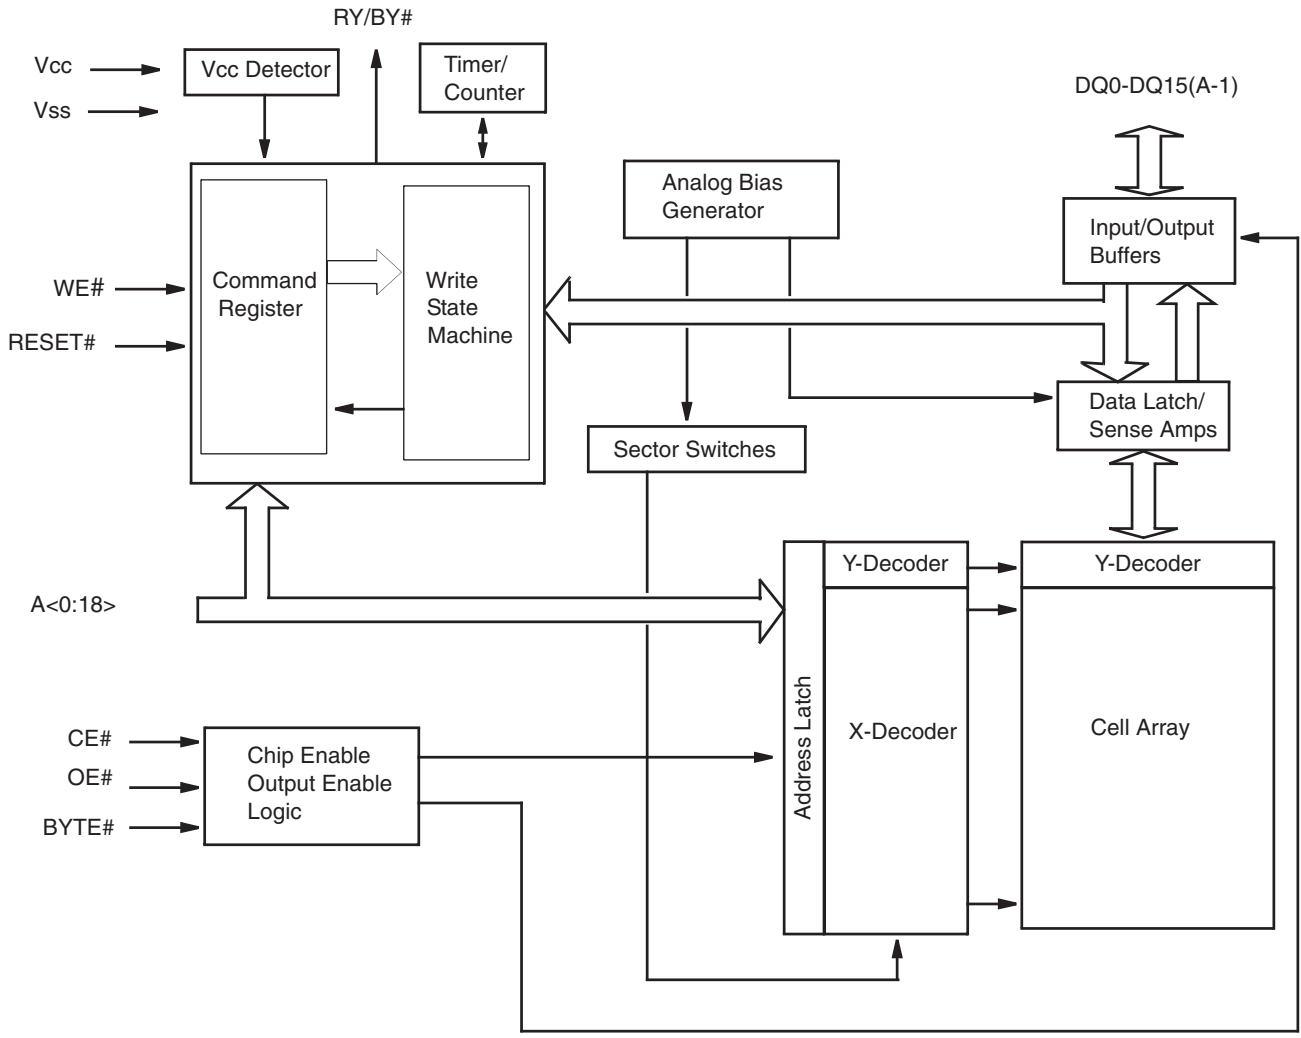 RY/BY#
Vcc
Vss
Vcc Detector
Timer/
Counter
DQ0-DQ15(A-1)
Analog Bias
Generator
Input/Output
Buffers
WE#
RESET#
Command
Register
Write
State
Machine
Data Latch/
Sense Amps
Sector Switches
A<0:18>
Y-Decoder
Y-Decoder
Address Latch
X-Decoder
Cell Array
CE#
OE#
BYTE#
Chip Enable
Output Enable
Logic